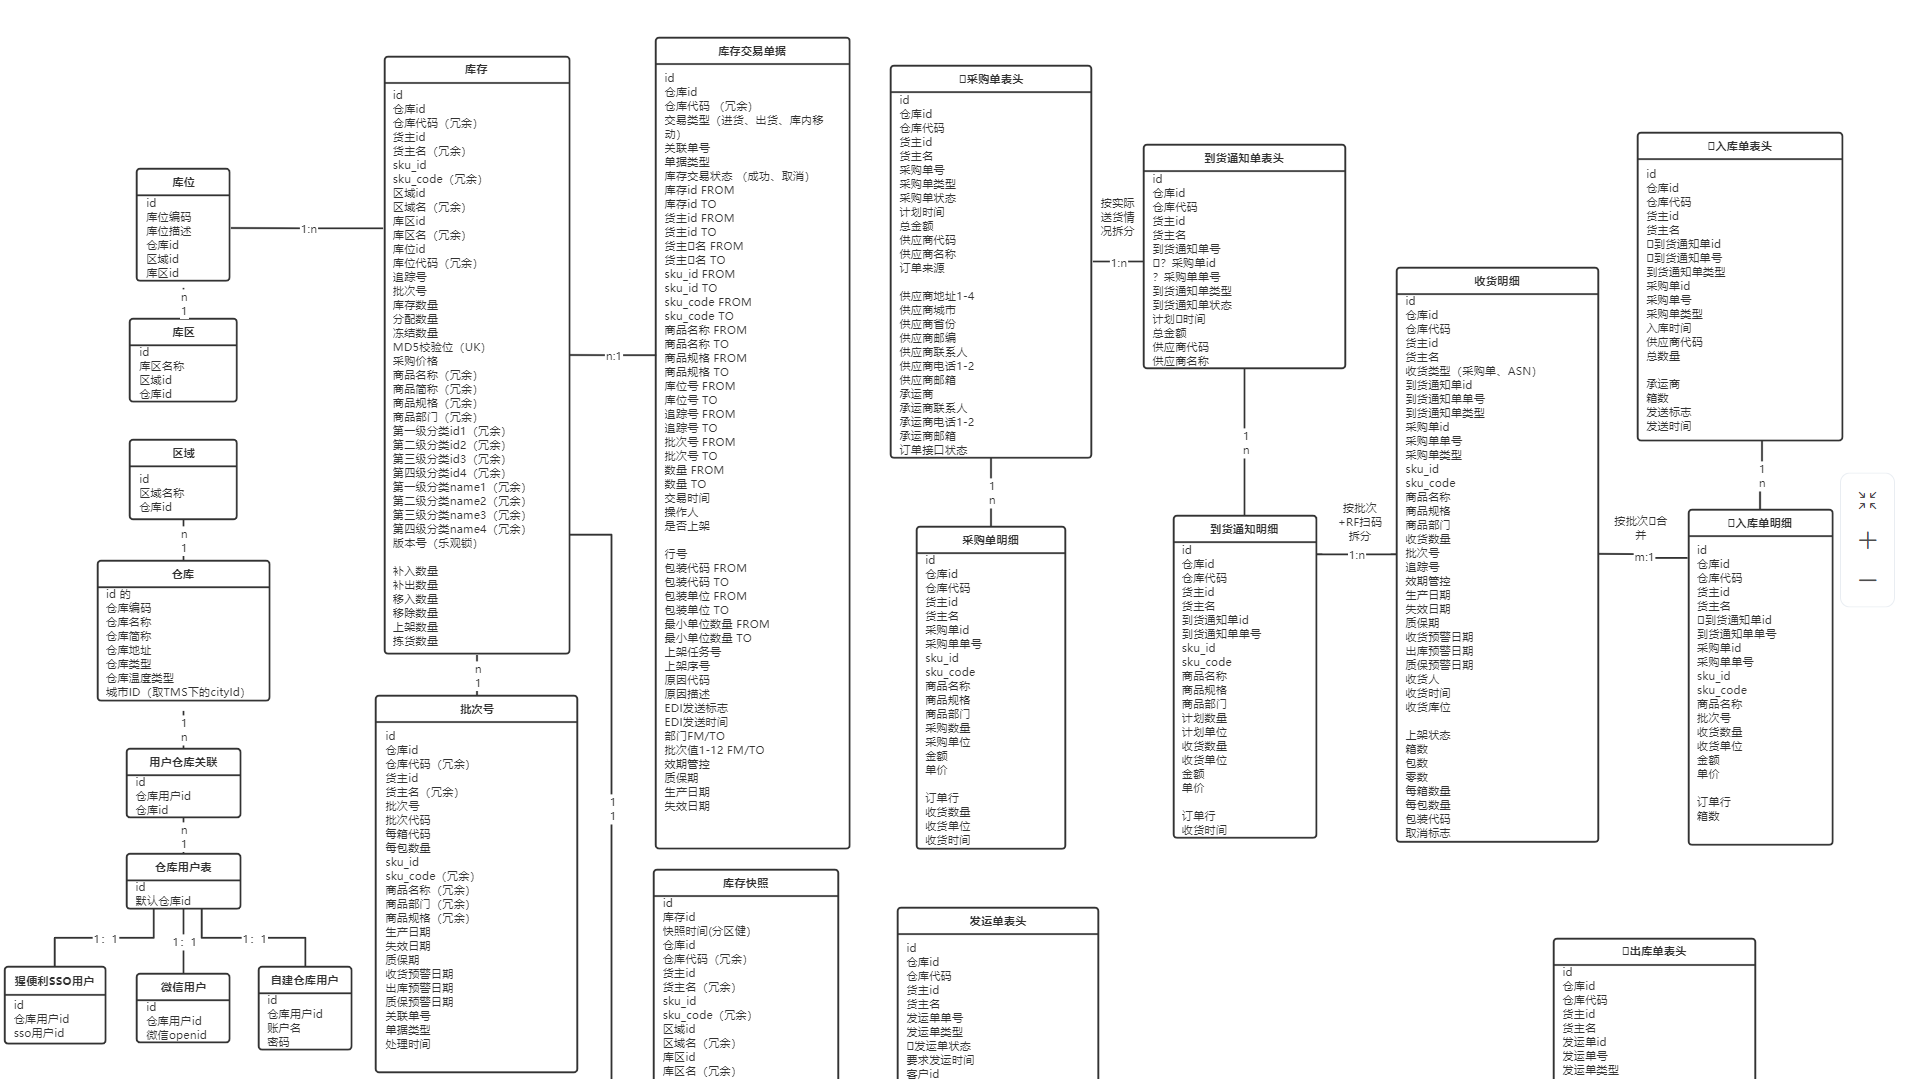 库位
id
库位编码
库位描述
仓库id
区域id
库区id
n
1
库区
id
库区名称
区域id
仓库id
区域
id
区域名称
仓库id
n
1
仓库
id 的
仓库编码
仓库名称
仓库简称
仓库地址
仓库类型
仓库温度类型
城市ID（取TMS下的cityId）
1
n
用户仓库关联
id
仓库用户id
仓库id
n
1
仓库用户表
id
默认仓库id
1：1
1：1
1：1
猩便利SSO用户
id
仓库用户id
sso用户id
微信用户
id
仓库用户id
微信openid
自建仓库用户
id
仓库用户id
账户名
密码
1:n
库存
id
仓库id
仓库代码（冗余）
货主id
货主名（冗余）
sku_id
sku_code（冗余）
区域id
区域名（冗余）
库区id
库区名（冗余）
库位id
库位代码（冗余）
追踪号
批次号
库存数量
分配数量
冻结数量
MD5校验位（UK）
采购价格
商品名称（冗余）
商品简称（冗余）
商品规格（冗余）
商品部门（冗余）
第一级分类id1（冗余）
第二级分类id2（冗余）
第三级分类id3（冗余）
第四级分类id4（冗余）
第一级分类name1（冗余）
第二级分类name2（冗余）
第三级分类name3（冗余）
第四级分类name4（冗余）
版本号（乐观锁）
补入数量
补出数量
移入数量
移除数量
上架数量
拣货数量
n
1
批次号
id
仓库id
仓库代码（冗余）
货主id
货主名（冗余）
批次号
批次代码
每箱代码
每包数量
sku_id
sku_code（冗余）
商品名称（冗余）
商品部门（冗余）
商品规格（冗余）
生产日期
失效日期
质保期
收货预警日期
出库预警日期
质保预警日期
关联单号
单据类型
处理时间
n:1
1
1
库存交易单据
id
仓库id
仓库代码 （冗余）
交易类型（进货、出货、库内移
动）
关联单号
单据类型
库存交易状态 （成功、取消）
库存id FROM
库存id TO
货主id FROM
货主id TO
货主名 FROM
货主名 TO
sku_id FROM
sku_id TO
sku_code FROM
sku_code TO
商品名称 FROM
商品名称 TO
商品规格 FROM
商品规格 TO
库位号 FROM
库位号 TO
追踪号 FROM
追踪号 TO
批次号 FROM
批次号 TO
数量 FROM
数量 TO
交易时间
操作人
是否上架
行号
包装代码 FROM
包装代码 TO
包装单位 FROM
包装单位 TO
最小单位数量 FROM
最小单位数量 TO
上架任务号
上架序号
原因代码
原因描述
EDI发送标志
EDI发送时间
部门FM/TO
批次值1-12 FM/TO
效期管控
质保期
生产日期
失效日期
库存快照
id
库存id
快照时间(分区健)
仓库id
仓库代码（冗余）
货主id
货主名（冗余）
sku_id
sku_code（冗余）
区域id
区域名（冗余）
库区id
库区名（冗余）
采购单表头
id
仓库id
仓库代码
货主id
货主名
采购单号
采购单类型
采购单状态
计划时间
总金额
供应商代码
供应商名称
订单来源
供应商地址1-4
供应商城市
供应商省份
供应商邮编
供应商联系人
供应商电话1-2
供应商邮箱
承运商
承运商联系人
承运商电话1-2
承运商邮箱
订单接口状态
1
n
采购单明细
id
仓库id
仓库代码
货主id
货主名
采购单id
采购单单号
sku_id
sku_code
商品名称
商品规格
商品部门
采购数量
采购单位
金额
单价
订单行
收货数量
收货单位
收货时间
发运单表头
id
仓库id
仓库代码
货主id
货主名
发运单单号
发运单类型
发运单状态
要求发运时间
客户id
按实际
送货情
况拆分
1:n
到货通知单表头
id
仓库id
仓库代码
货主id
货主名
到货通知单号
？采购单id
？采购单单号
到货通知单类型
到货通知单状态
计划时间
总金额
供应商代码
供应商名称
1
n
到货通知明细
id
仓库id
仓库代码
货主id
货主名
到货通知单id
到货通知单单号
sku_id
sku_code
商品名称
商品规格
商品部门
计划数量
计划单位
收货数量
收货单位
金额
单价
订单行
收货时间
按批次
+RF扫码
拆分
1:n
收货明细
id
仓库id
仓库代码
货主id
货主名
收货类型（采购单、ASN）
到货通知单id
到货通知单单号
到货通知单类型
采购单id
采购单单号
采购单类型
sku_id
sku_code
商品名称
商品规格
商品部门
收货数量
批次号
追踪号
效期管控
生产日期
失效日期
质保期
收货预警日期
出库预警日期
质保预警日期
收货人
收货时间
收货库位
上架状态
箱数
包数
零数
每箱数量
每包数量
包装代码
取消标志
按批次合
并
m:1
入库单表头
id
仓库id
仓库代码
货主id
货主名
到货通知单id
到货通知单号
到货通知单类型
采购单id
采购单号
采购单类型
入库时间
供应商代码
总数量
承运商
箱数
发送标志
发送时间
1
n
入库单明细
id
仓库id
仓库代码
货主id
货主名
到货通知单id
到货通知单单号
采购单id
采购单单号
sku_id
sku_code
商品名称
批次号
收货数量
收货单位
金额
单价
订单行
箱数
出库单表头
id
仓库id
仓库代码
货主id
货主名
发运单id
发运单号
发运单类型